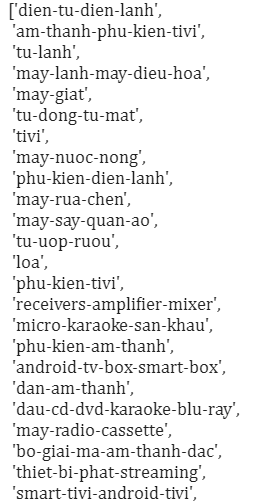 ['dien-tu-dien-lanh',
'am-thanh-phu-kien-tivi',
'tu-lanh',
'may-lanh-may-dieu-hoa',
'may-giat',
'tu-dong-tu-mat',
'tivi',
'may-nuoc-nong',
'phu-kien-dien-lanh',
'may-rua-chen',
'may-say-quan-ao',
'tu-uop-ruou',
'loa',
'phu-kien-tivi',
'receivers-amplifier-mixer',
'micro-karaoke-san-khau',
'phu-kien-am-thanh',
'android-tv-box-smart-box',
'dan-am-thanh',
'dau-cd-dvd-karaoke-blu-ray',
'may-radio-cassette',
'bo-giai-ma-am-thanh-dac',
'thiet-bi-phat-streaming',
'smart-tivi-android-tivi',